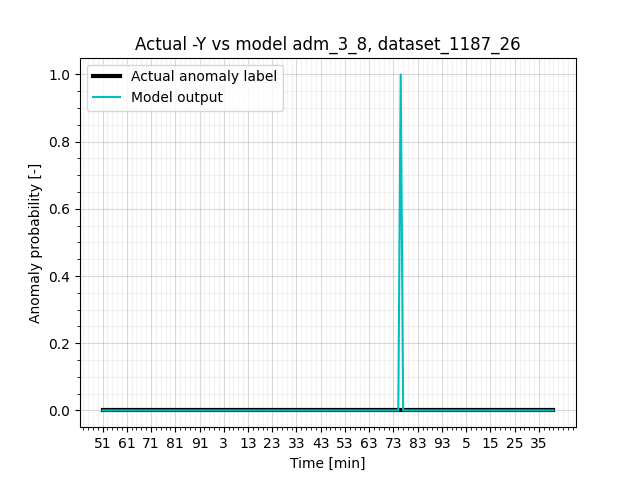 Actual -Y vs model adm_3_8, dataset_1187_26
Actual anomaly label
Model output
Anomaly probability [-]
1.0
0.8
0.6
0.4
0.2
0.0
51 61 71 81 91 3 13 23 33 43 53 63 73 83 93 5 15 25 35
Time [min]